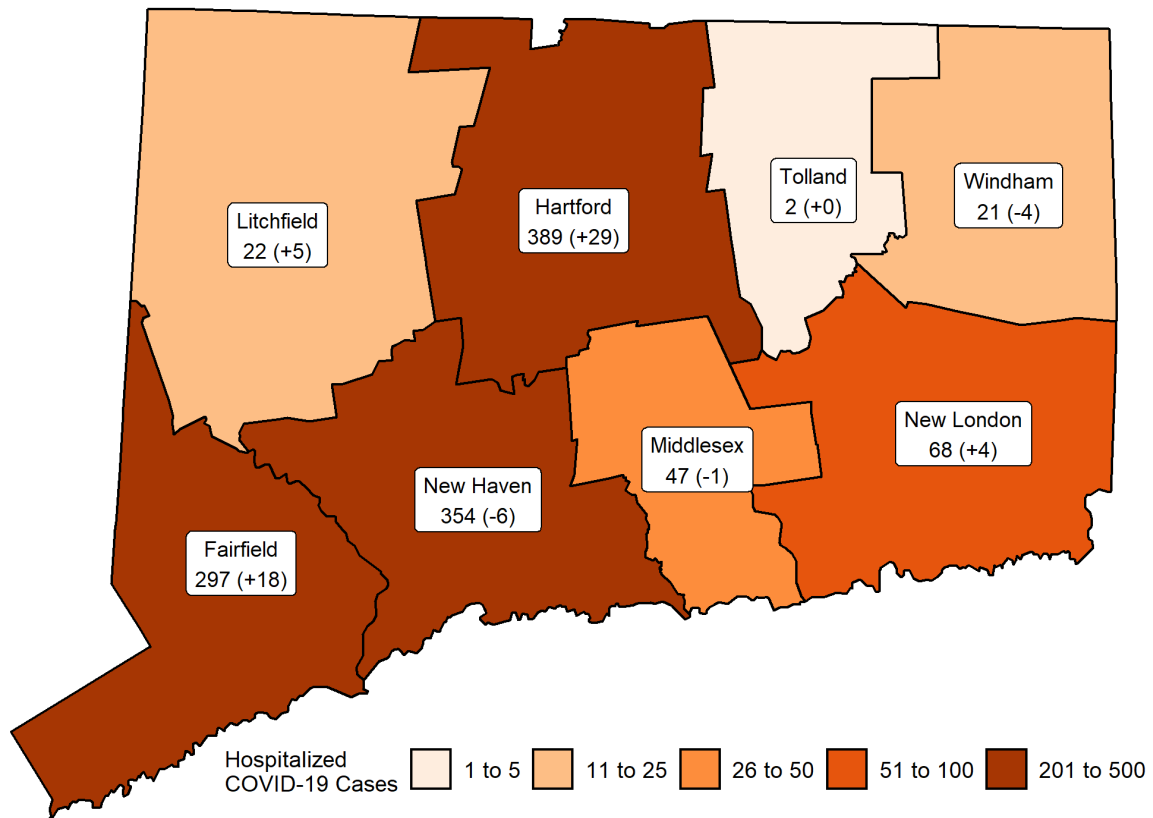 Tolland
2 (+0)
Windham
21 (-4)
Hartford
389 (+29)
Litchfield
22 (+5)
New London
68 (+4)
Middlesex
47 (-1)
New Haven
354 (-6)
Fairfield
297 (+18)
Hospitalized
COVID-19 Cases
1 to 5
11 to 25
26 to 50
51 to 100
201 to 500